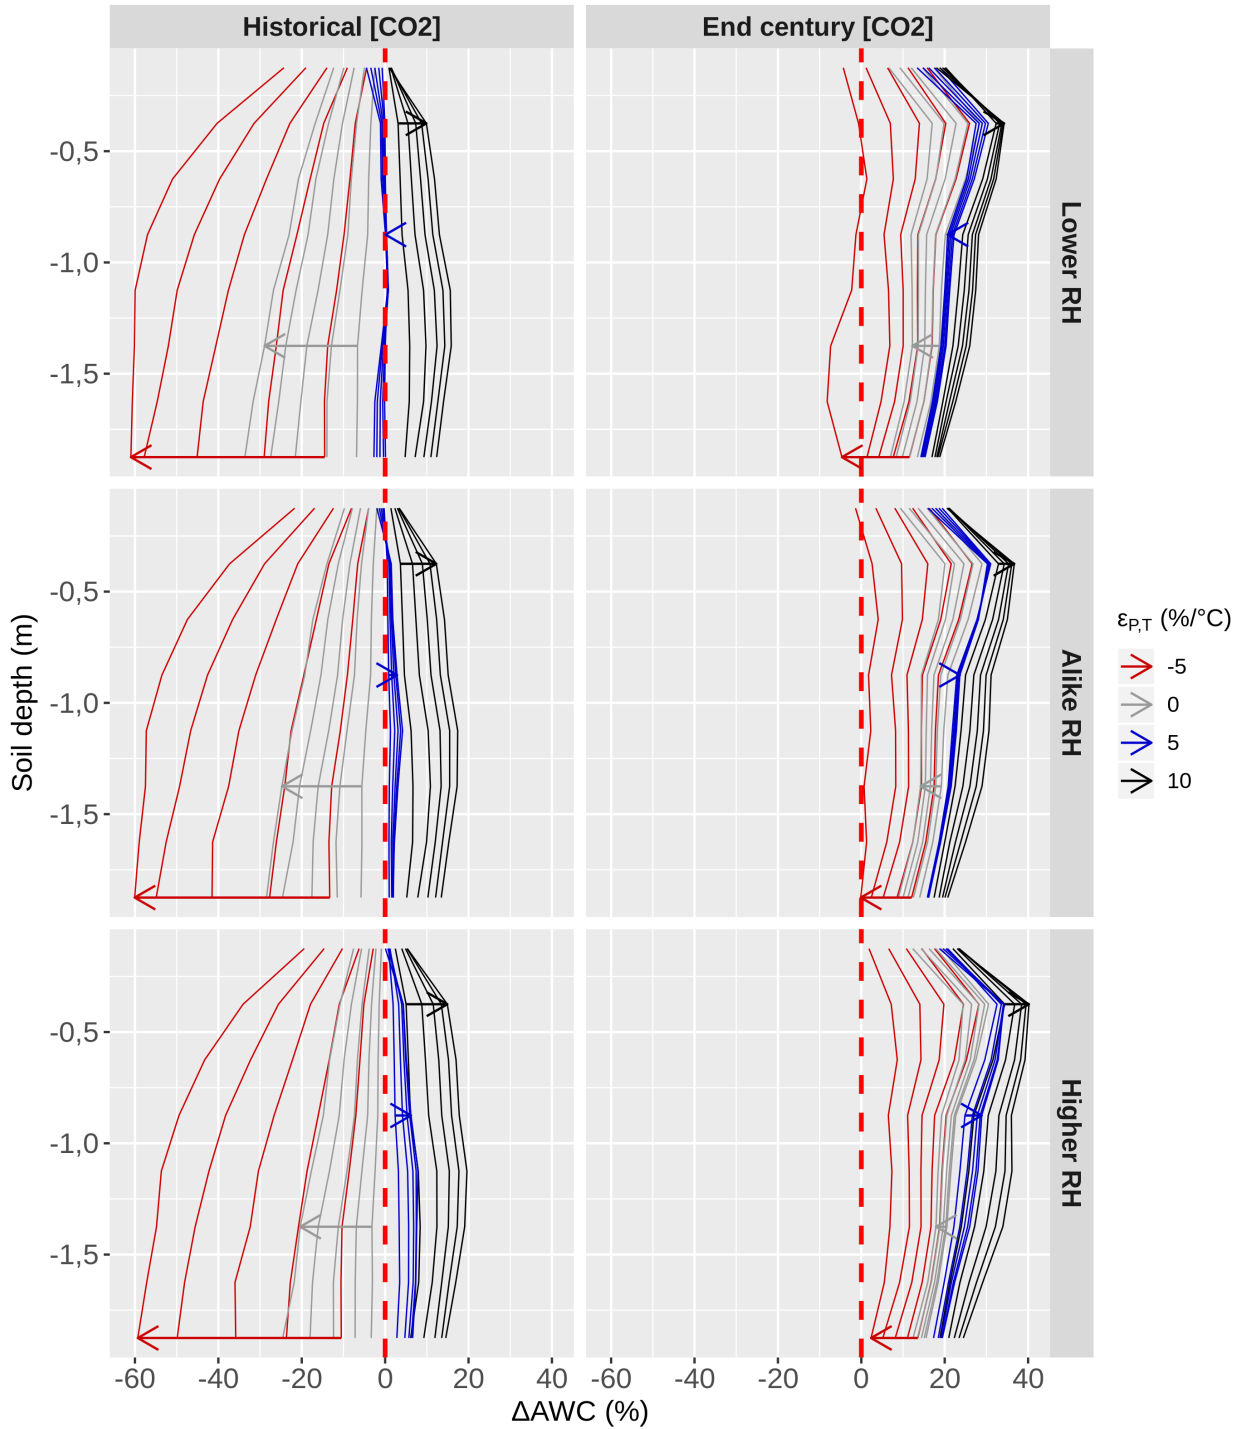 Historical [CO2]
End century [CO2]
-0,5
-1,0
-1,5
Lower RH
-0,5
-1,0
-1,5
Alike RH
-0,5
-1,0
-1,5
Higher RH
Soil depth (m)
εP,T (%/°C)
-5
0
5
10
-60 -40 -20 0 20 40
-60 -40 -20 0 20 40
ΔAWC (%)